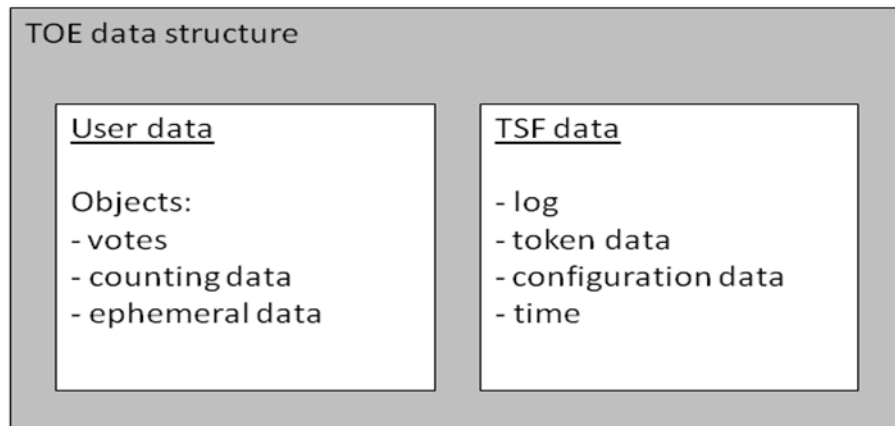 TOE data structure
User data
Objects:
- votes
- counting data
- ephemeral data
TSF data
- log
- token data
- configuration data
- time